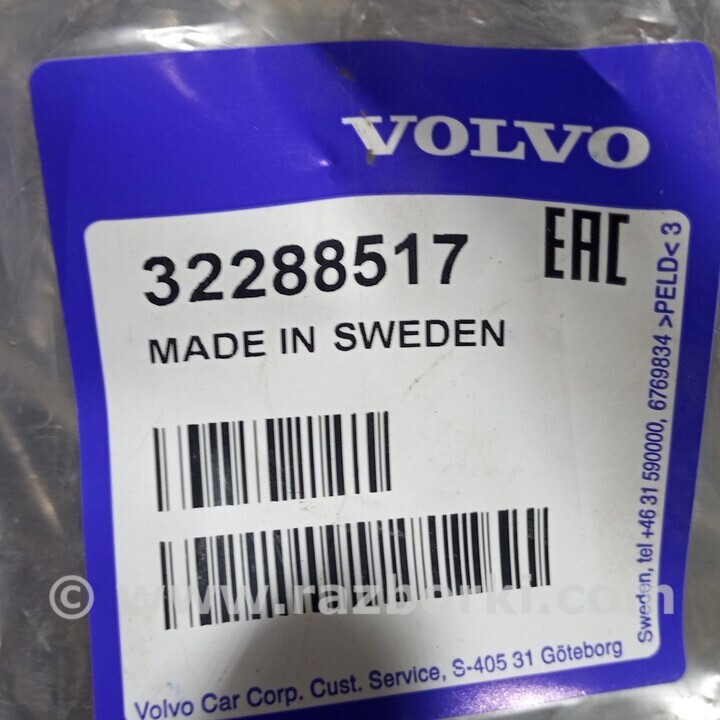 VOLVO
32288517
EAC
MADE IN SWEDEN
© www.razborki.com
Volvo Car Corp. Cust. Service, S-405 31 Göteborg
Sweden, tel +46 31 590000, 6769834 >PELD< 3